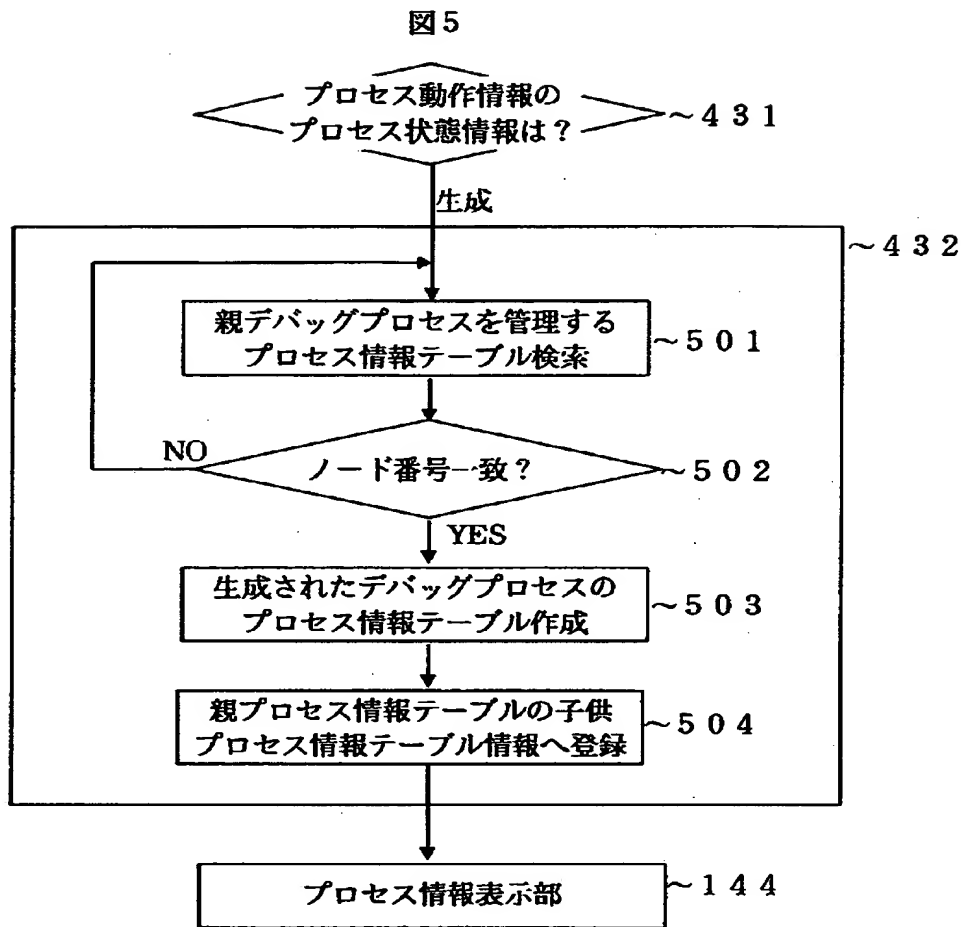 図5
プロセス動作情報の
プロセス状態情報は?
~431
生成
~432
親デバッグプロセスを管理する
プロセス情報テーブル検索
~501
NO
ノード番号一致?
~502
YES
生成されたデバッグプロセスの
プロセス情報テーブル作成
~503
親プロセス情報テーブルの子供
プロセス情報テーブル情報へ登録
~504
プロセス情報表示部
~144